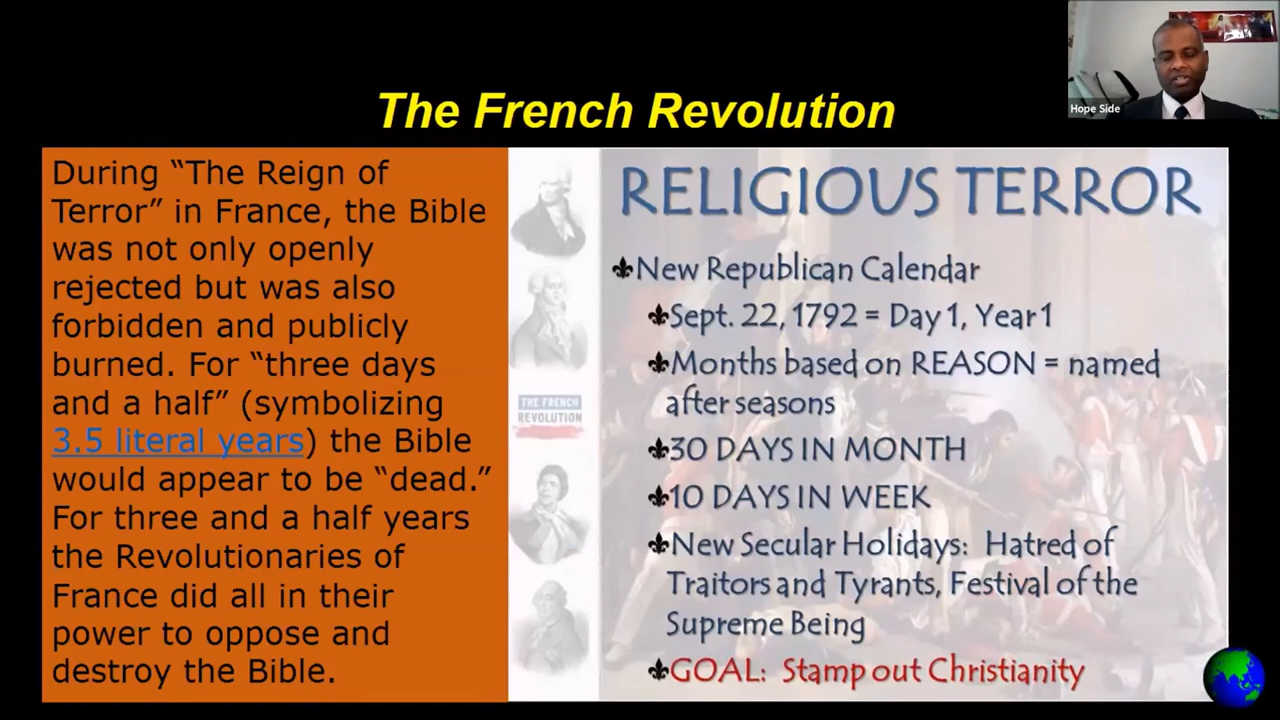 Hope Side
The French Revolution
During “The Reign of
Terror” in France, the Bible
was not only openly
rejected but was also
forbidden and publicly
burned. For “three days
and a half” (symbolizing
3.5 literal years) the Bible
would appear to be “dead.”
For three and a half years
the Revolutionaries of
France did all in their
power to oppose and
destroy the Bible.
THE FRENCH
REVOLUTION
RELIGIOUS TERROR
New Republican Calendar
Sept. 22, 1792 = Day 1, Year 1
Months based on REASON = named
after seasons
30 DAYS IN MONTH
10 DAYS IN WEEK
New Secular Holidays: Hatred of
Traitors and Tyrants, Festival of the
Supreme Being
GOAL: Stamp out Christianity